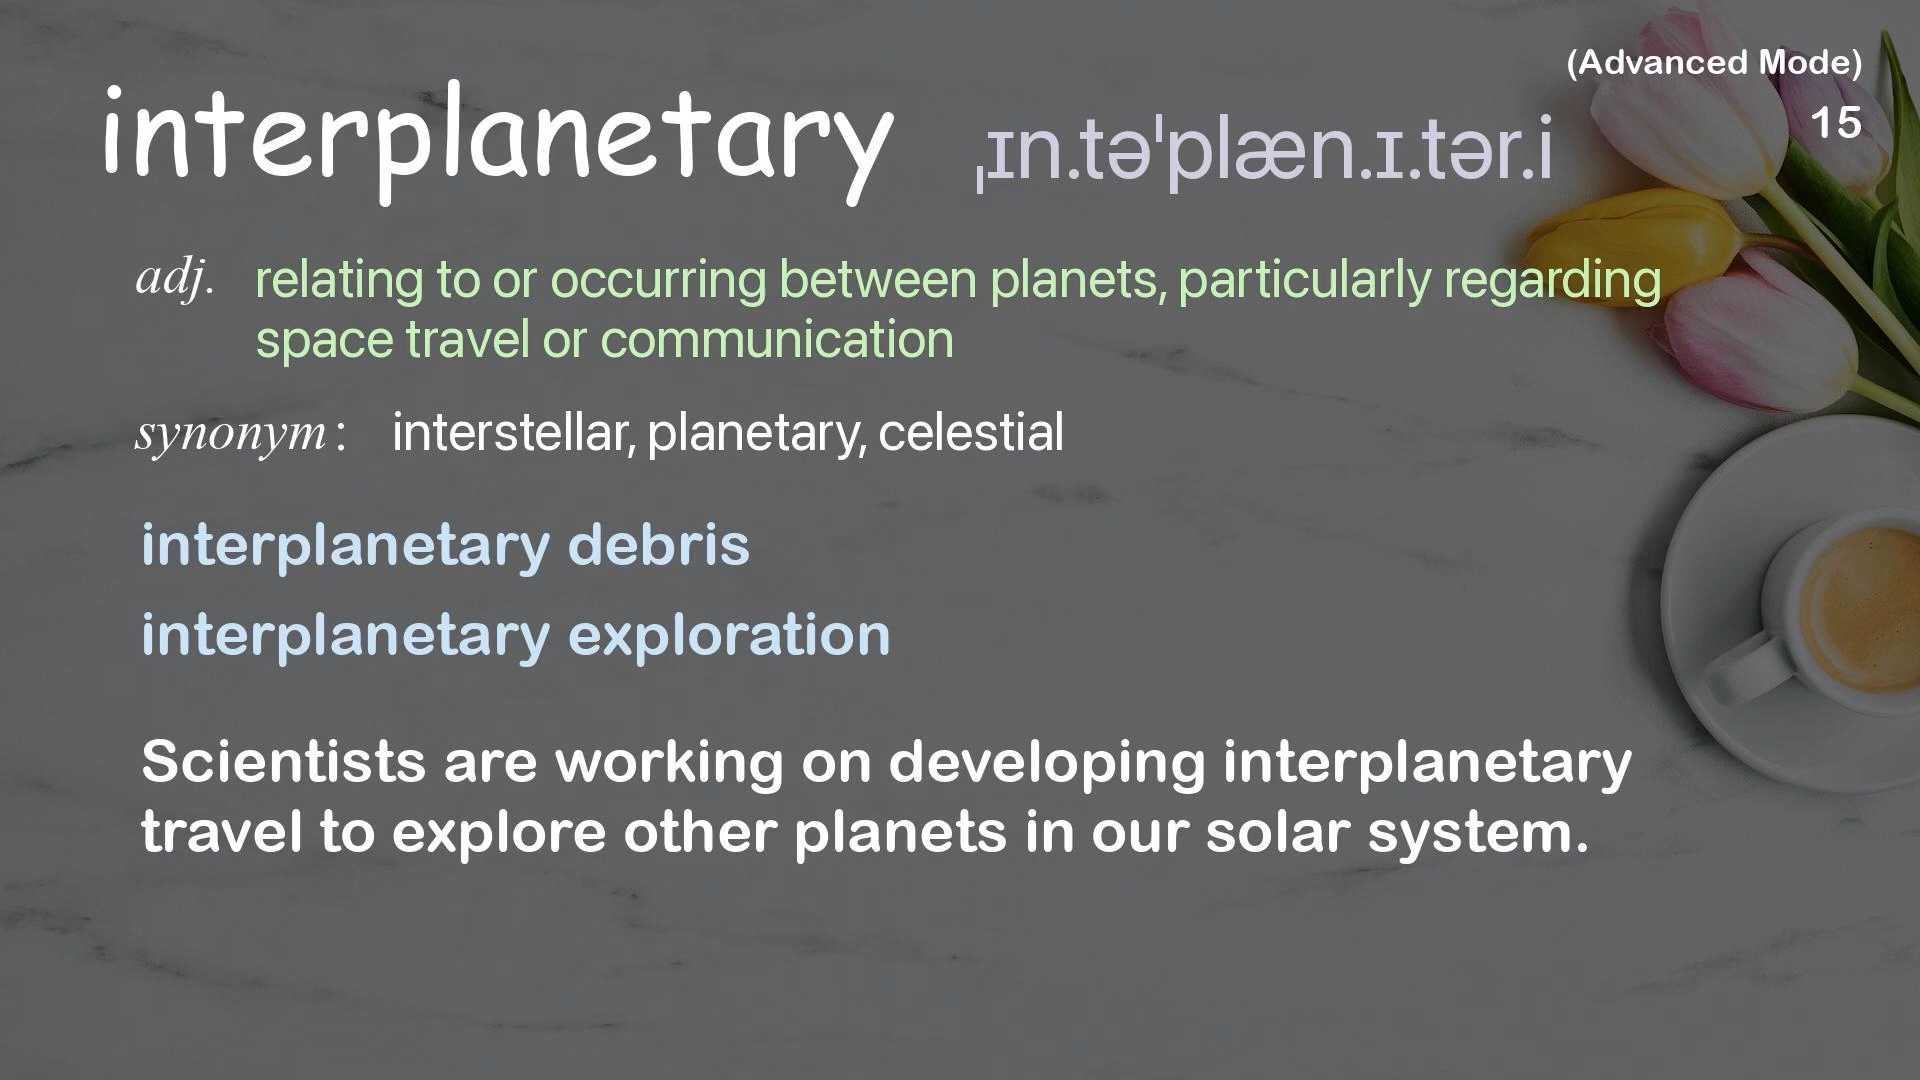 (Advanced Mode)
interplanetary ˌɪn.təˈplæn.ɪ.tər.i
15
adj. relating to or occurring between planets, particularly regarding
space travel or communication
synonym: interstellar, planetary, celestial
interplanetary debris
interplanetary exploration
Scientists are working on developing interplanetary
travel to explore other planets in our solar system.